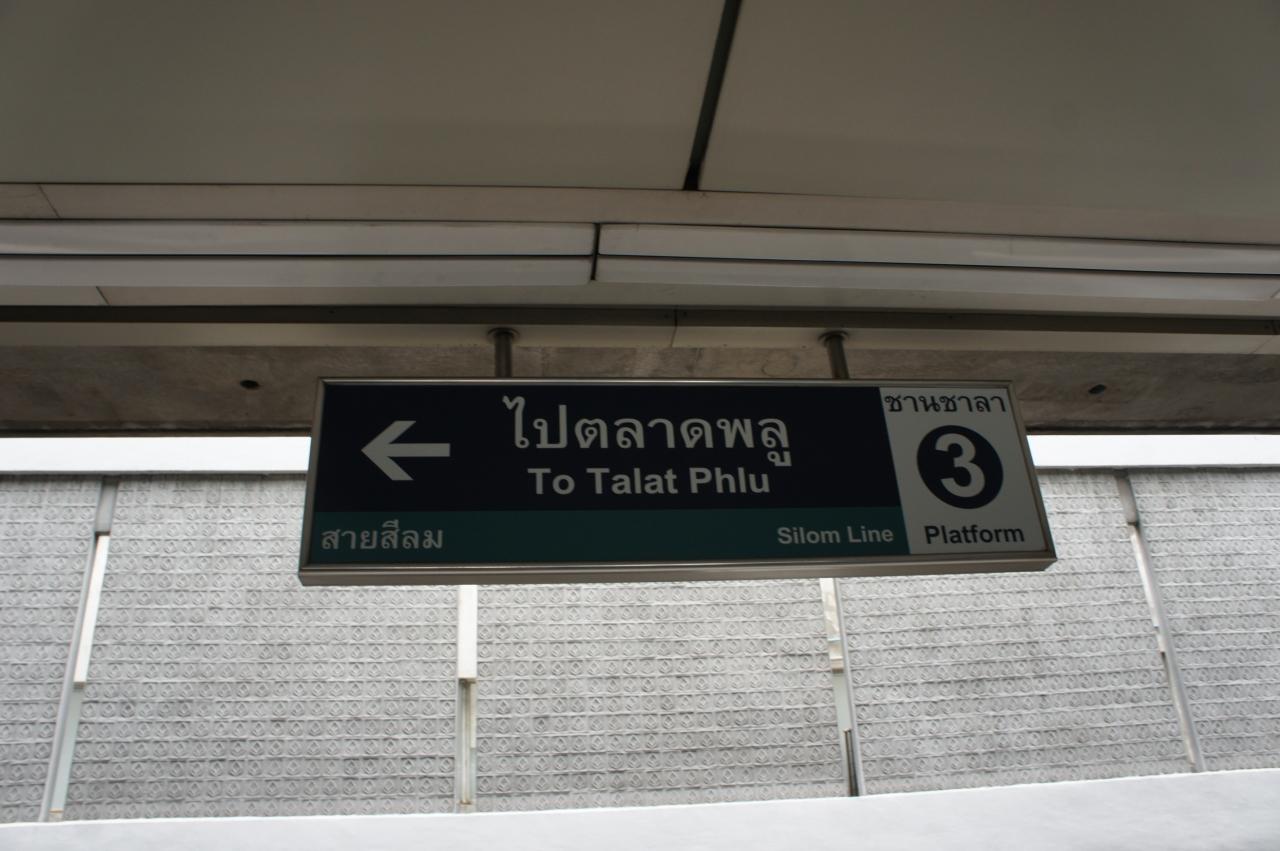 ไปตลาดพลู
To Talat Phlu
สายสีลม Silom Line
ชานชาลา
3
Platform